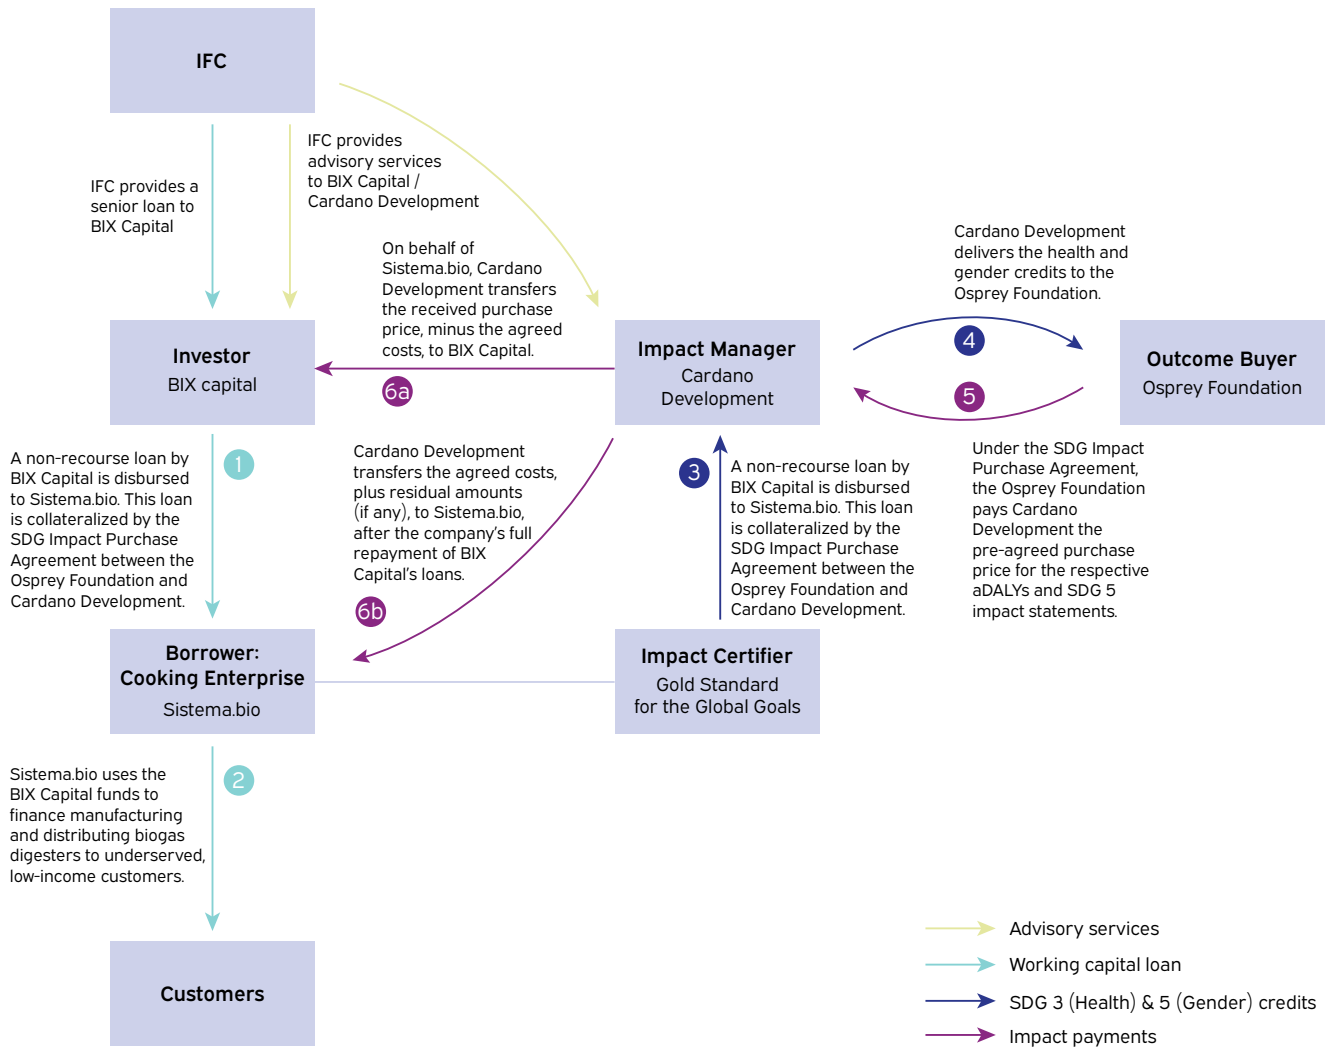 IFC
IFC provides a
senior loan to
BIX Capital
IFC provides
advisory services
to BIX Capital /
Cardano Development
On behalf of
Sistema.bio, Cardano
Development transfers
the received purchase
price, minus the agreed
costs, to BIX Capital.
6a
Investor
BIX capital
Impact Manager
Cardano
Development
Cardano Development
delivers the health and
gender credits to the
Osprey Foundation.
4
5
Outcome Buyer
Osprey Foundation
Under the SDG Impact
Purchase Agreement,
the Osprey Foundation
pays Cardano
Development the
pre-agreed purchase
price for the respective
aDALYs and SDG 5
impact statements.
A non-recourse loan by
BIX Capital is disbursed
to Sistema.bio. This loan
is collateralized by the
SDG Impact Purchase
Agreement between the
Osprey Foundation and
Cardano Development.
1
Cardano Development
transfers the agreed costs,
plus residual amounts
(if any), to Sistema.bio,
after the company's full
repayment of BIX
Capital's loans.
6b
3
A non-recourse loan by
BIX Capital is disbursed
to Sistema.bio. This loan
is collateralized by the
SDG Impact Purchase
Agreement between the
Osprey Foundation and
Cardano Development.
Borrower:
Cooking Enterprise
Sistema.bio
Impact Certifier
Gold Standard
for the Global Goals
Sistema.bio uses the
BIX Capital funds to
finance manufacturing
and distributing biogas
digesters to underserved,
low-income customers.
2
Customers
Advisory services
Working capital loan
SDG 3 (Health) & 5 (Gender) credits
Impact payments